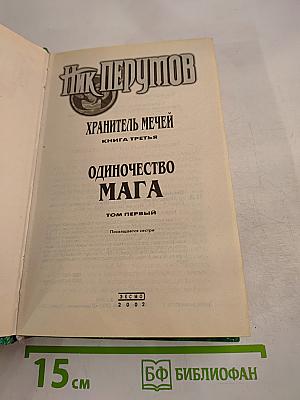 Ник Перумов
ХРАНИТЕЛЬ МЕЧЕЙ
КНИГА ТРЕТЬЯ
ОДИНОЧЕСТВО
МАГА
ТОМ ПЕРВЫЙ
Посвящается сестре
ЭКСМО
2002
15 см
БФ БИБЛИОФАН